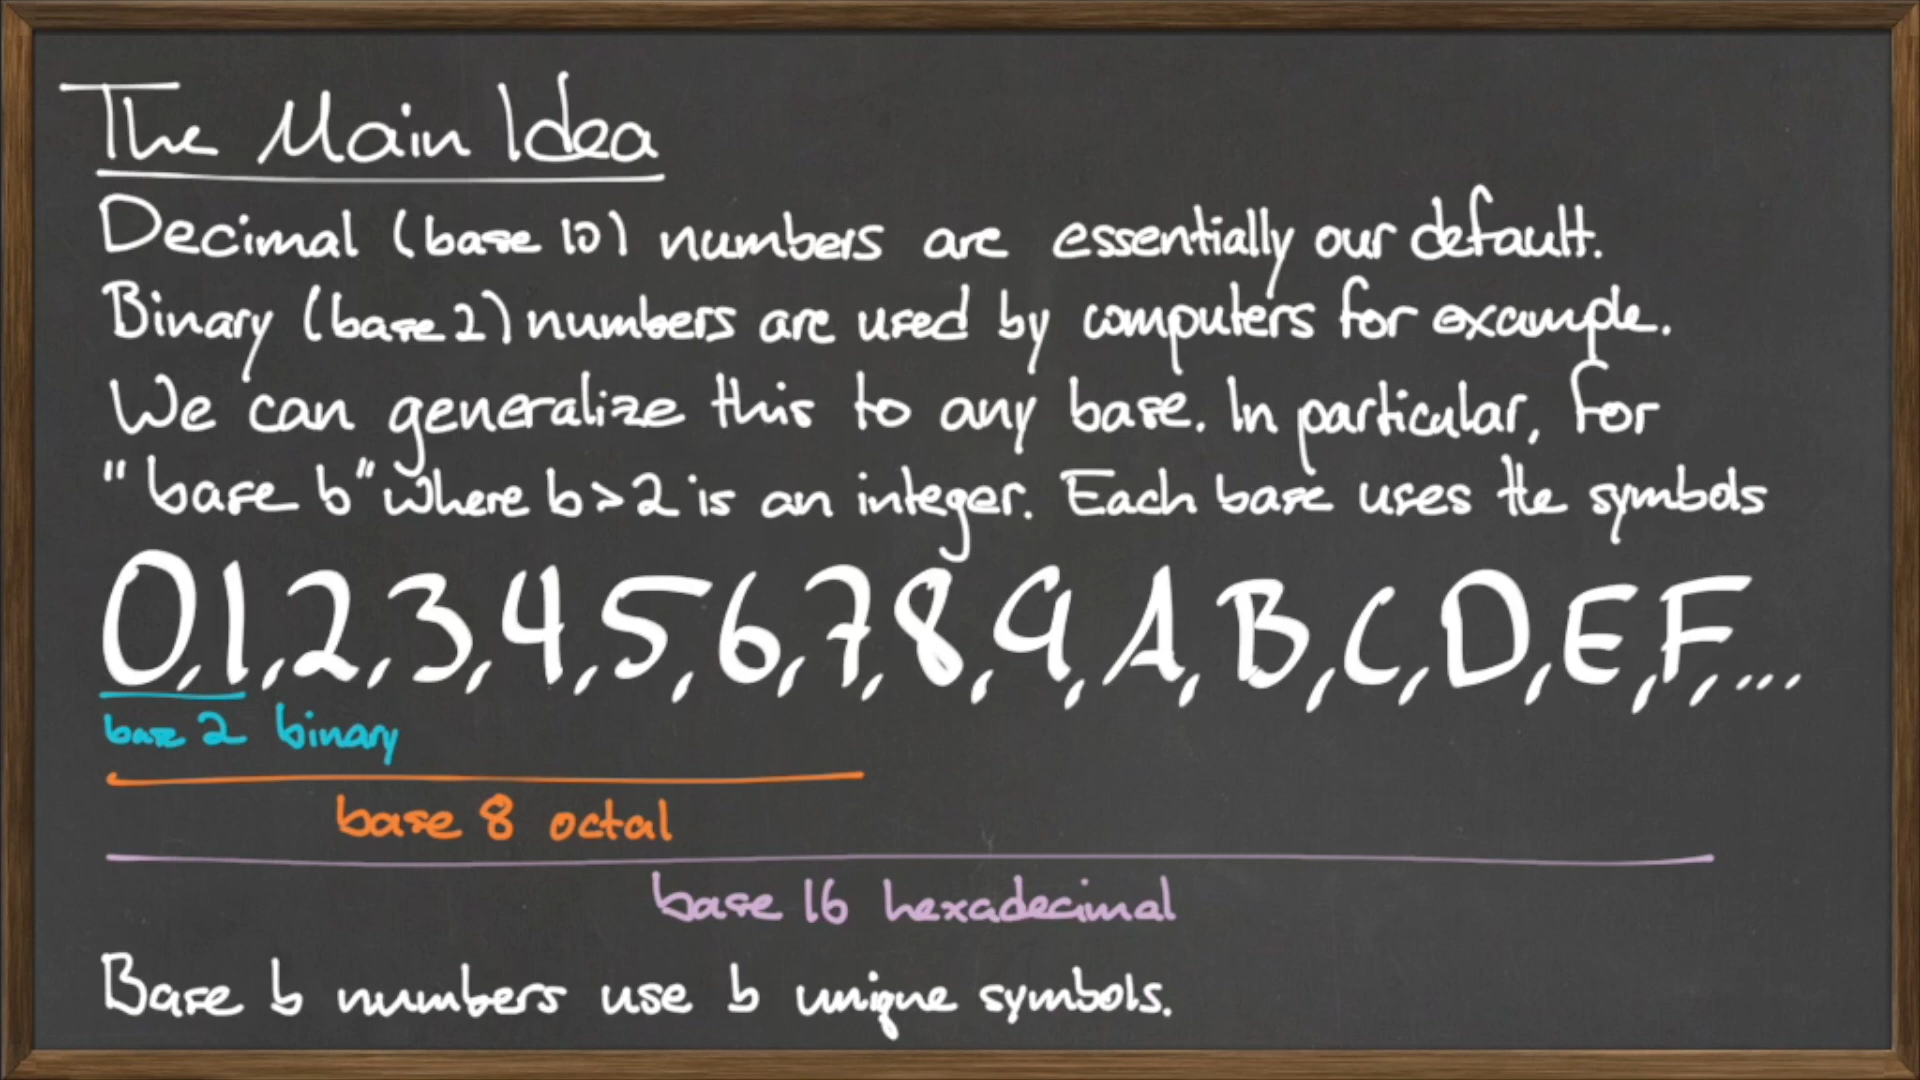 The Main Idea
Decimal (base 10) numbers are essentially our default.
Binary (base 2) numbers are used by computers for example.
We can generalize this to any base. In particular, for
"base b" where b > 2 is an integer. Each base uses the symbols
0, 1, 2, 3, 4, 5, 6, 7, 8, 9, A, B, C, D, E, F, ...
base 2 binary
base 8 octal
base 16 hexadecimal
Base b numbers use b unique symbols.